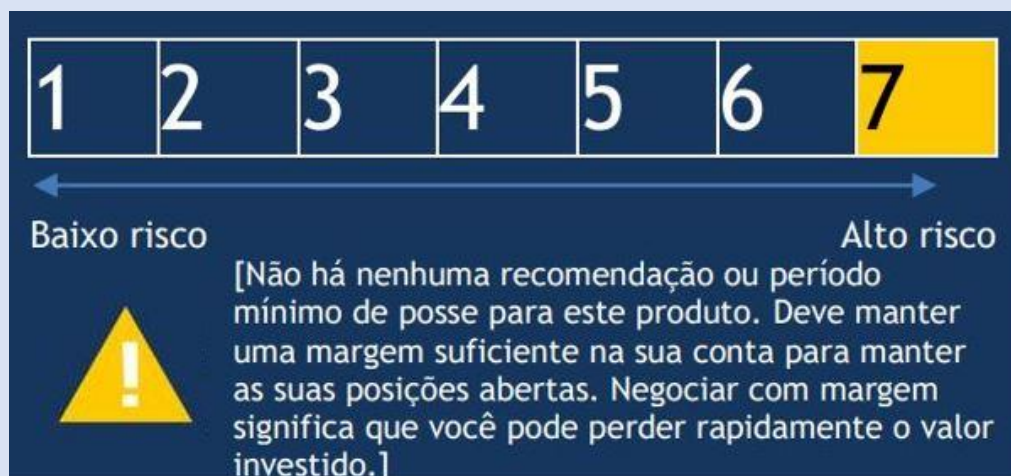 1 2 3 4 5 6 7
Baixo risco Alto risco
[Não há nenhuma recomendação ou período
mínimo de posse para este produto. Deve manter
uma margem suficiente na sua conta para manter
as suas posições abertas. Negociar com margem
significa que você pode perder rapidamente o valor
investido.]